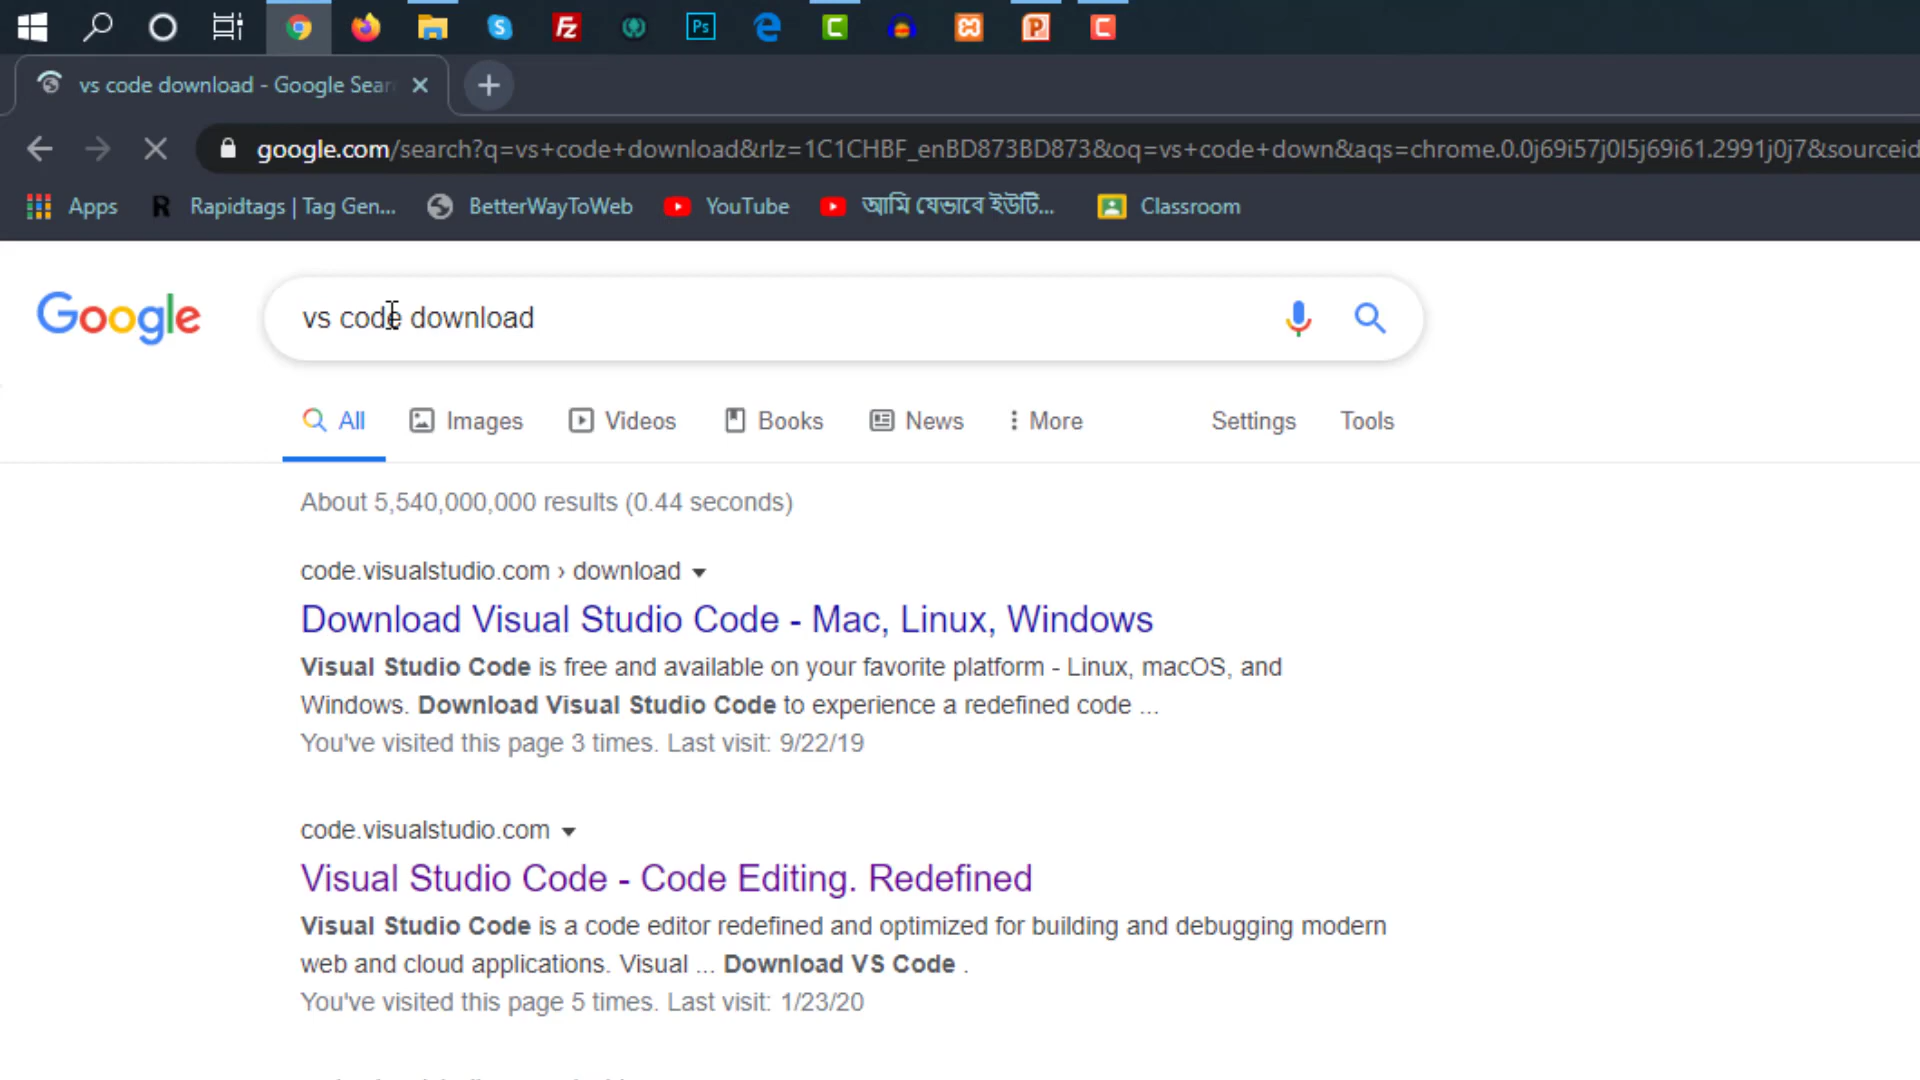 vs code download - Google Sear
google.com/search?q=vs+code+download&rlz=1C1CHBF_enBD873BD873&oq=vs+code+down&aqs=chrome.0.0j69i57j0l5j69i61.2991j0j7&sourceid
Apps Rapidtags | Tag Gen... BetterWayToWeb YouTube আমি যেভাবে ইউটি... Classroom
Google vs code download
All Images Videos Books News More Settings Tools
About 5,540,000,000 results (0.44 seconds)
code.visualstudio.com › download
Download Visual Studio Code - Mac, Linux, Windows
Visual Studio Code is free and available on your favorite platform - Linux, macOS, and
Windows. Download Visual Studio Code to experience a redefined code ...
You've visited this page 3 times. Last visit: 9/22/19
code.visualstudio.com
Visual Studio Code - Code Editing. Redefined
Visual Studio Code is a code editor redefined and optimized for building and debugging modern
web and cloud applications. Visual ... Download VS Code .
You've visited this page 5 times. Last visit: 1/23/20